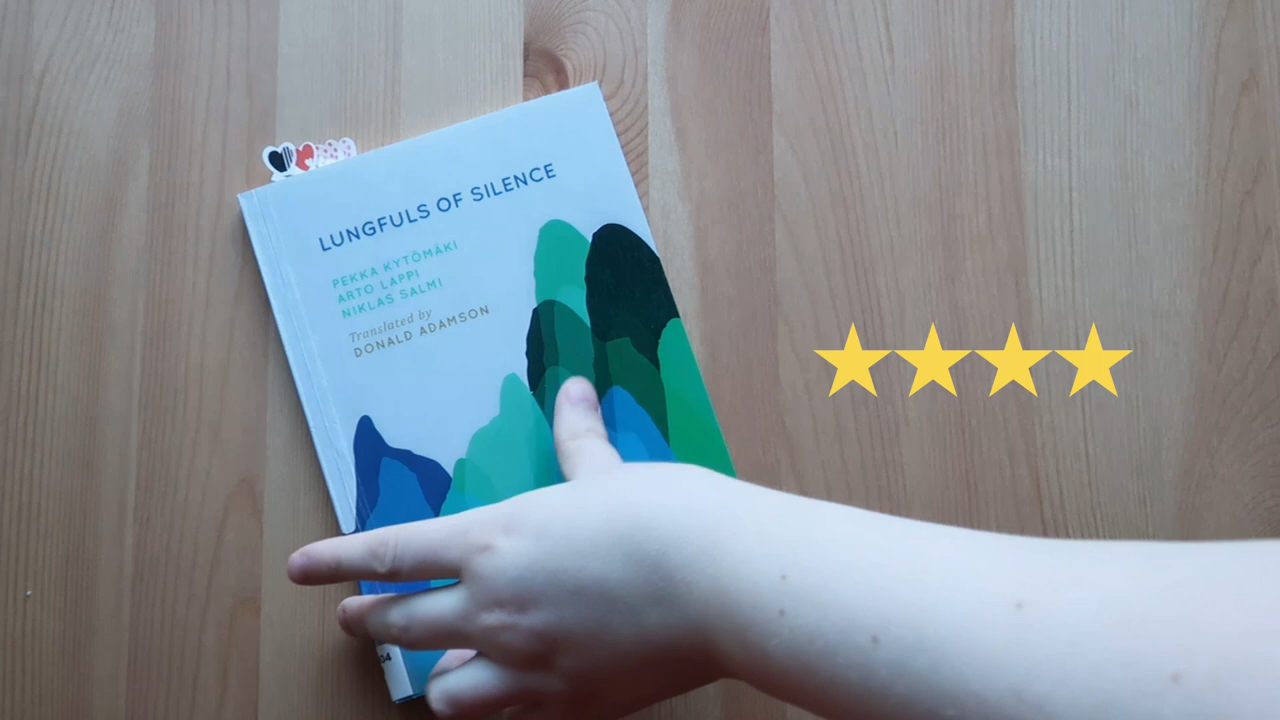 LUNGFULS OF SILENCE
PEKKA KYTÖMÄKI
ARTO LAPPI
NIKLAS SALMI
Translated by
DONALD ADAMSON